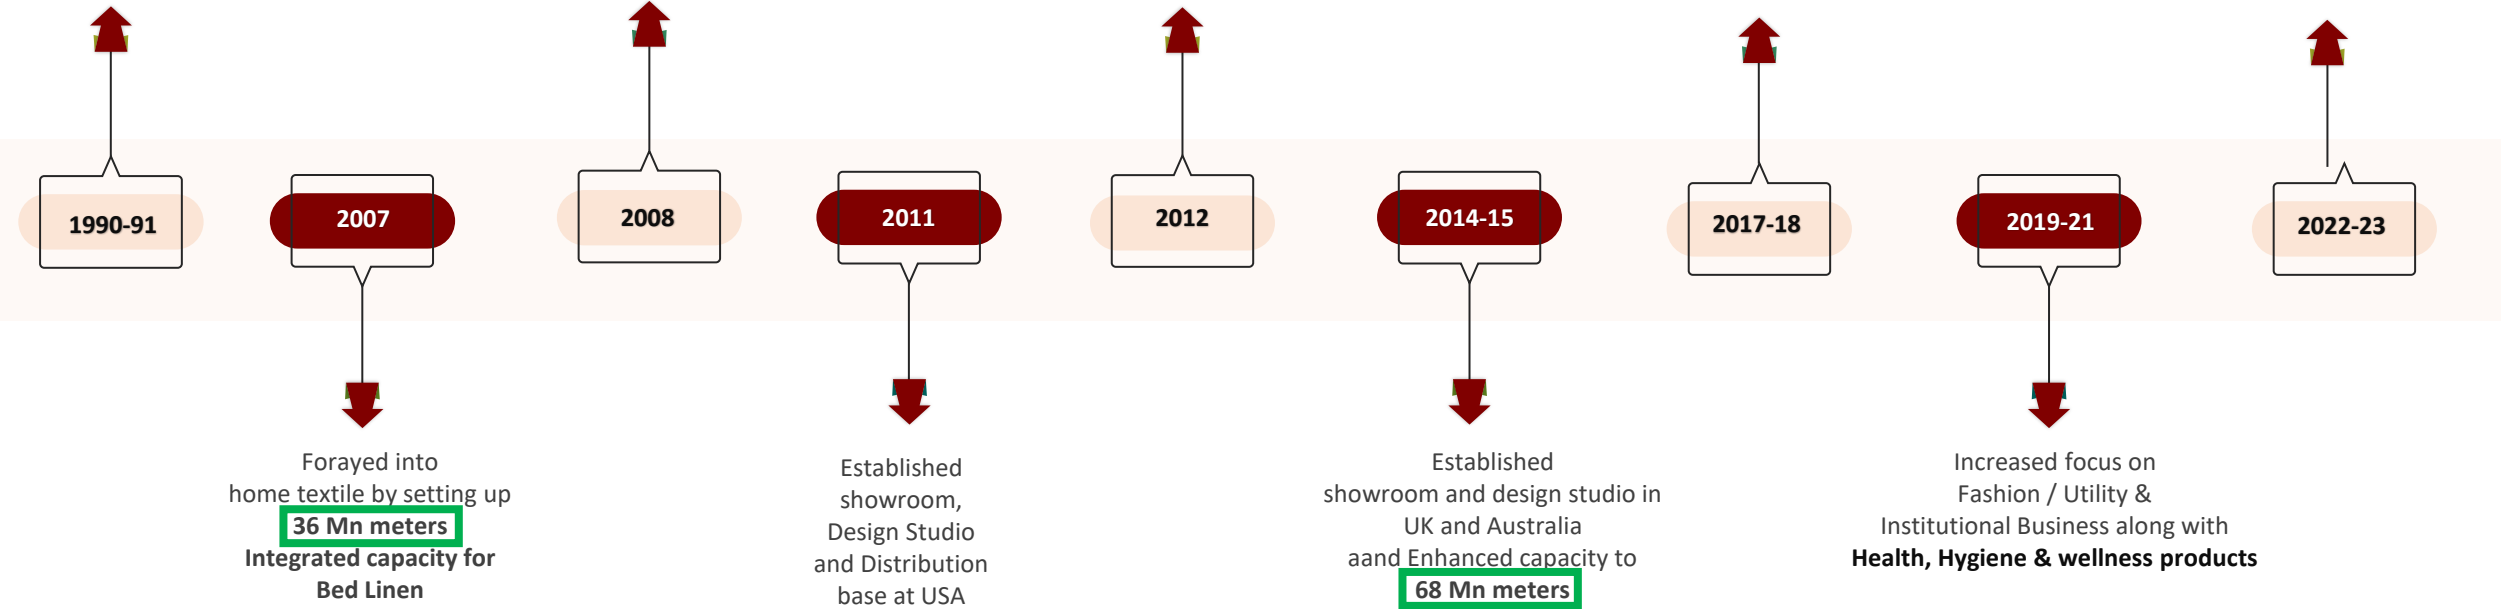 1990-91
2007
2008
2011
2012
2014-15
2017-18
2019-21
2022-23
Forayed into
home textile by setting up
36 Mn meters
Integrated capacity for
Bed Linen
Established
showroom,
Design Studio
and Distribution
base at USA
Established
showroom and design studio in
UK and Australia
aand Enhanced capacity to
68 Mn meters
Increased focus on
Fashion / Utility &
Institutional Business along with
Health, Hygiene & wellness products